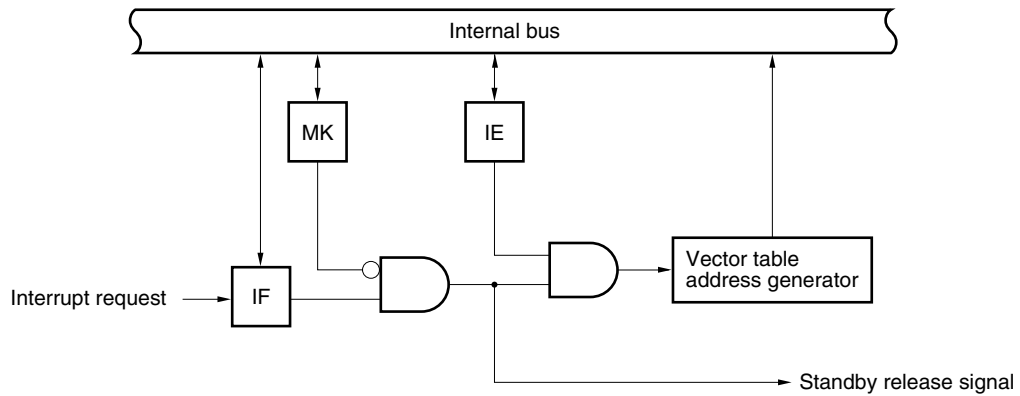 Internal bus
MK
IE
Interrupt request
IF
Vector table
address generator
Standby release signal